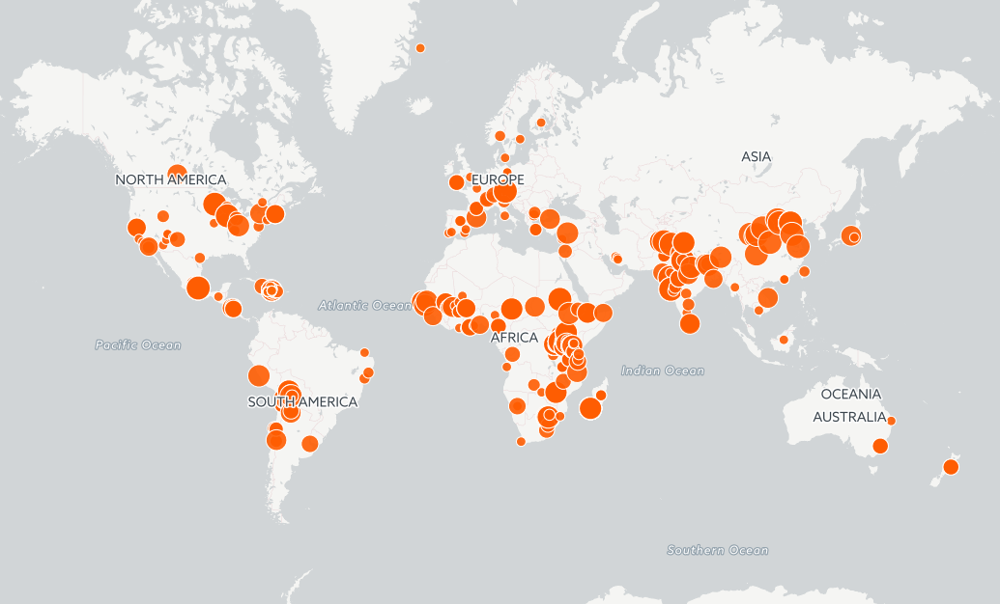 ASIA
NORTH AMERICA
EUROPE
Atlantic Ocean
AFRICA
Pacific Ocean
Indian Ocean
OCEANIA
SOUTH AMERICA
AUSTRALIA
Southern Ocean